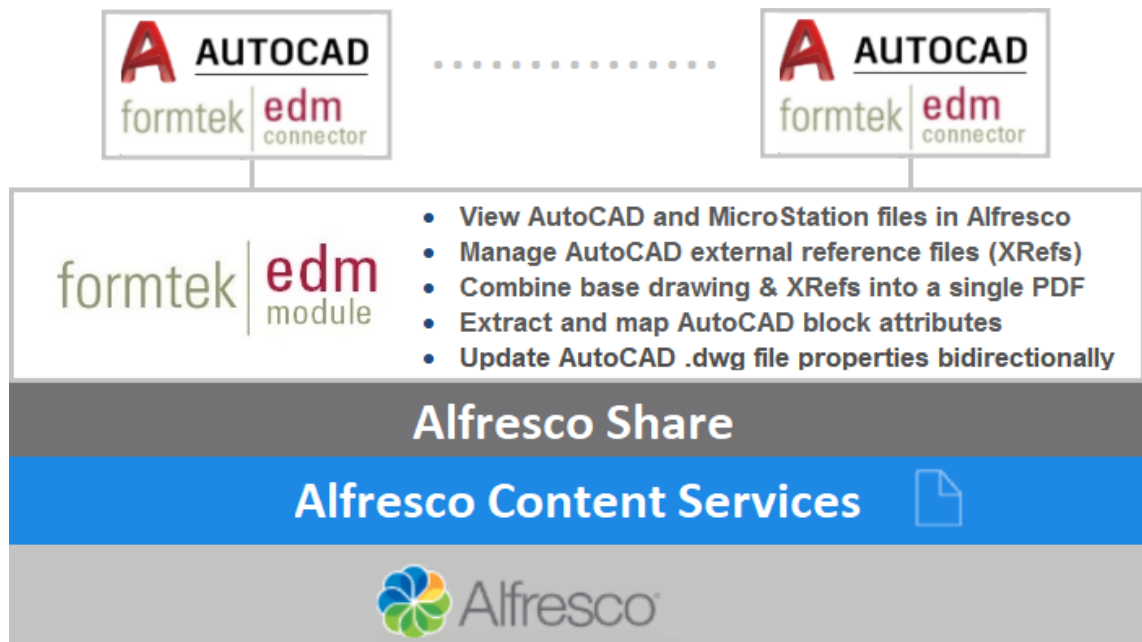 AUTOCAD
formtek edm
connector
AUTOCAD
formtek edm
connector
formtek edm
module
• View AutoCAD and MicroStation files in Alfresco
• Manage AutoCAD external reference files (XRefs)
• Combine base drawing & XRefs into a single PDF
• Extract and map AutoCAD block attributes
• Update AutoCAD .dwg file properties bidirectionally
Alfresco Share
Alfresco Content Services
Alfresco